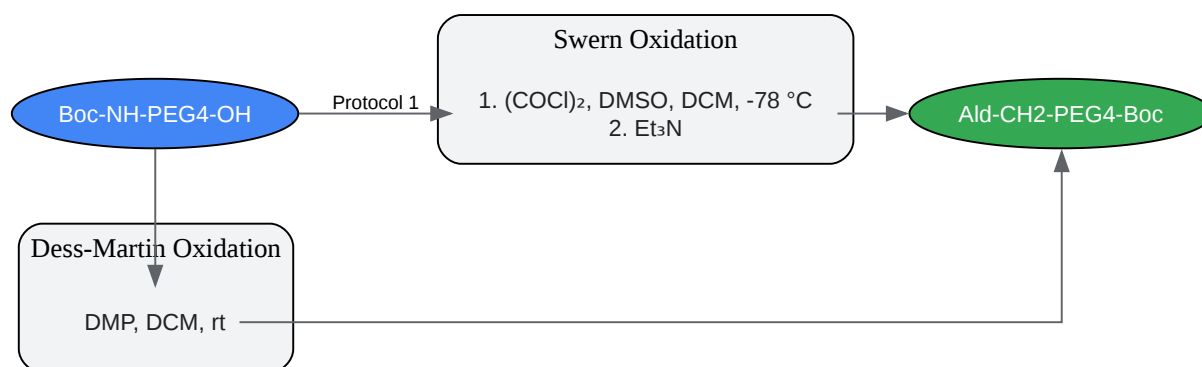 Swern Oxidation
Boc-NH-PEG4-OH
Protocol 1
1. (COCl)₂, DMSO, DCM, -78 °C
2. Et₃N
Ald-CH2-PEG4-Boc
Dess-Martin Oxidation
DMP, DCM, rt